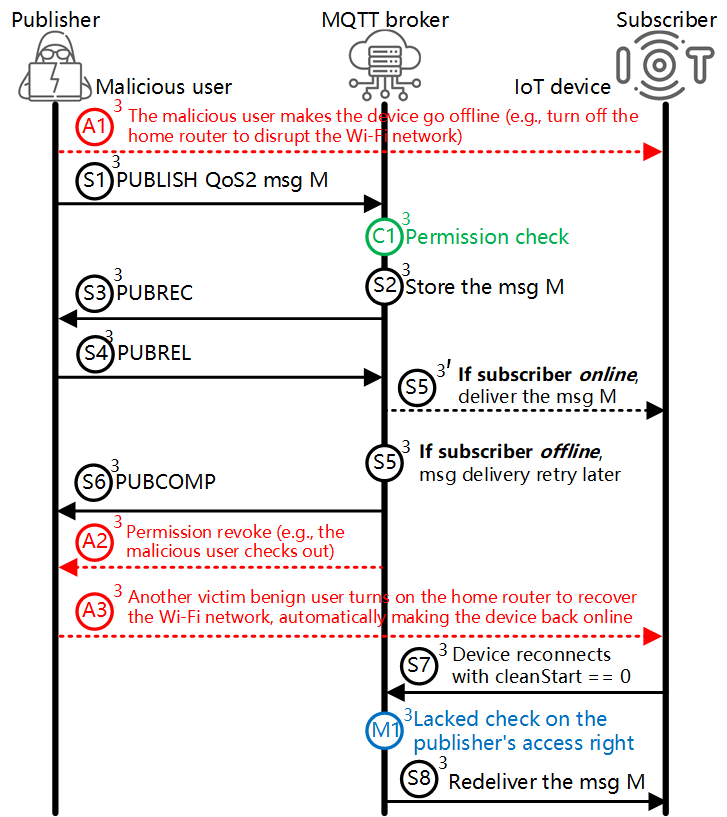 Publisher MQTT broker Subscriber
Malicious user IoT device IOT
A1 3 The malicious user makes the device go offline (e.g., turn off the
home router to disrupt the Wi-Fi network)
S1 3 PUBLISH QoS2 msg M
C1 3 Permission check
S2 3 Store the msg M
S3 3 PUBREC
S4 3 PUBREL
S5 3' If subscriber online,
deliver the msg M
S5 3 If subscriber offline,
msg delivery retry later
S6 3 PUBCOMP
A2 3 Permission revoke (e.g., the
malicious user checks out)
A3 3 Another victim benign user turns on the home router to recover
the Wi-Fi network, automatically making the device back online
S7 3 Device reconnects
with cleanStart == 0
M1 3 Lacked check on the
publisher's access right
S8 3 Redeliver the msg M